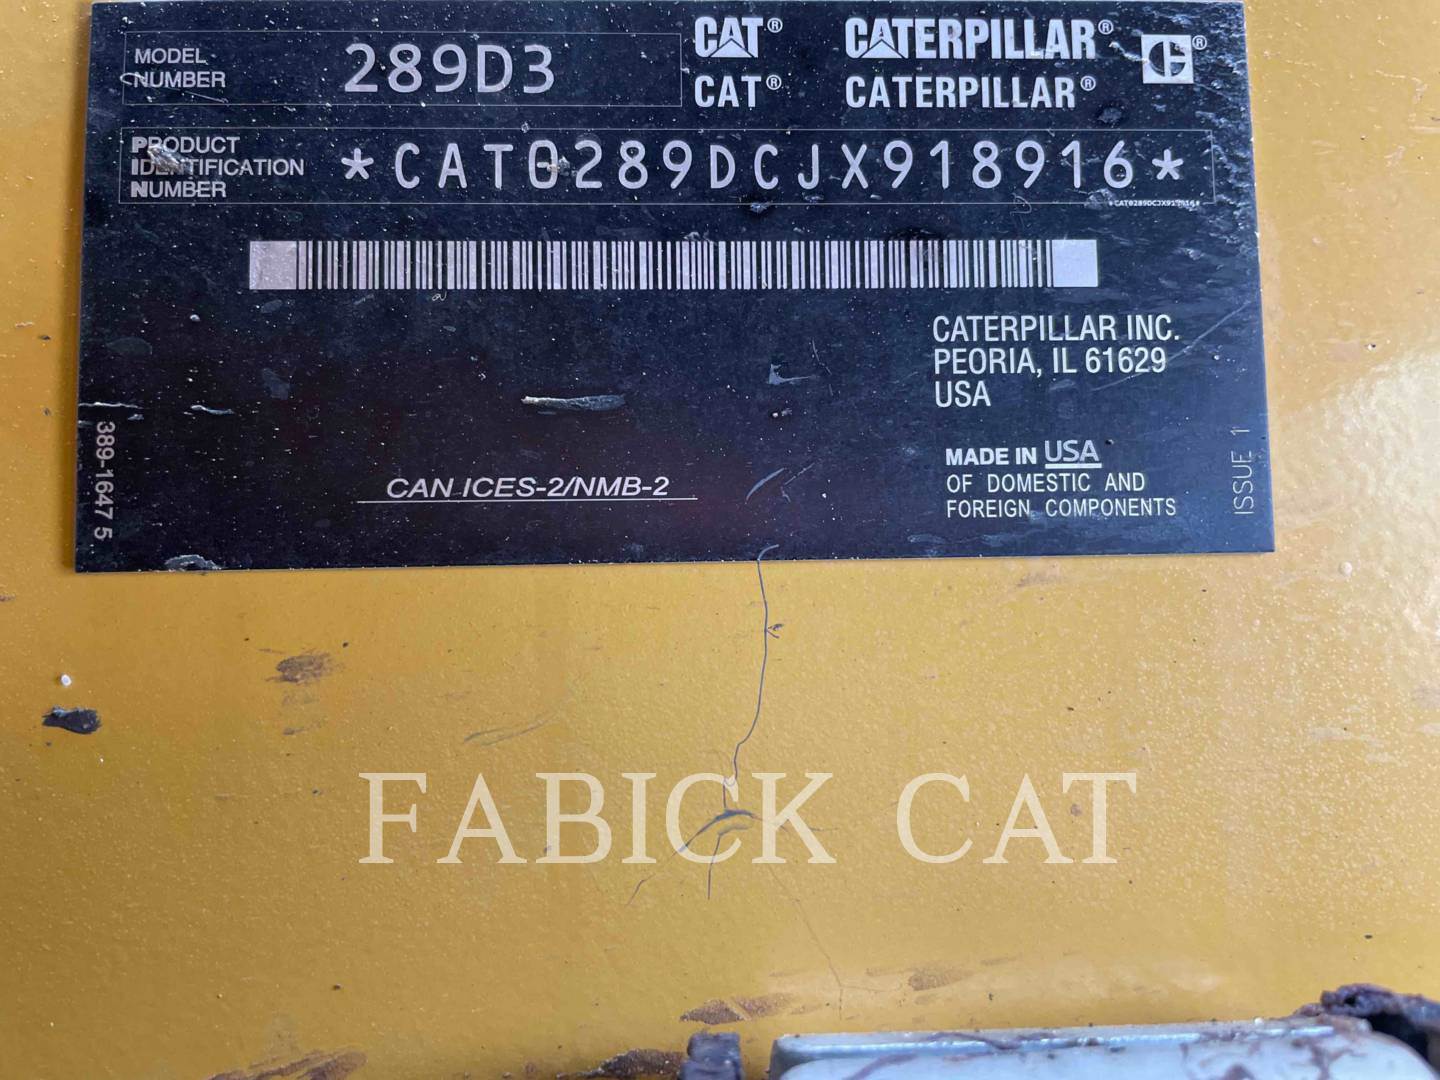 MODEL NUMBER 289D3
CAT® CATERPILLAR® ®
CAT® CATERPILLAR®
PRODUCT IDENTIFICATION NUMBER
*CAT0289DCJX918916*
*CAT0289DCJX918916*
CATERPILLAR INC.
PEORIA, IL 61629
USA
389-1647 5
CAN ICES-2/NMB-2
MADE IN USA
OF DOMESTIC AND
FOREIGN COMPONENTS
ISSUE 1
FABICK CAT